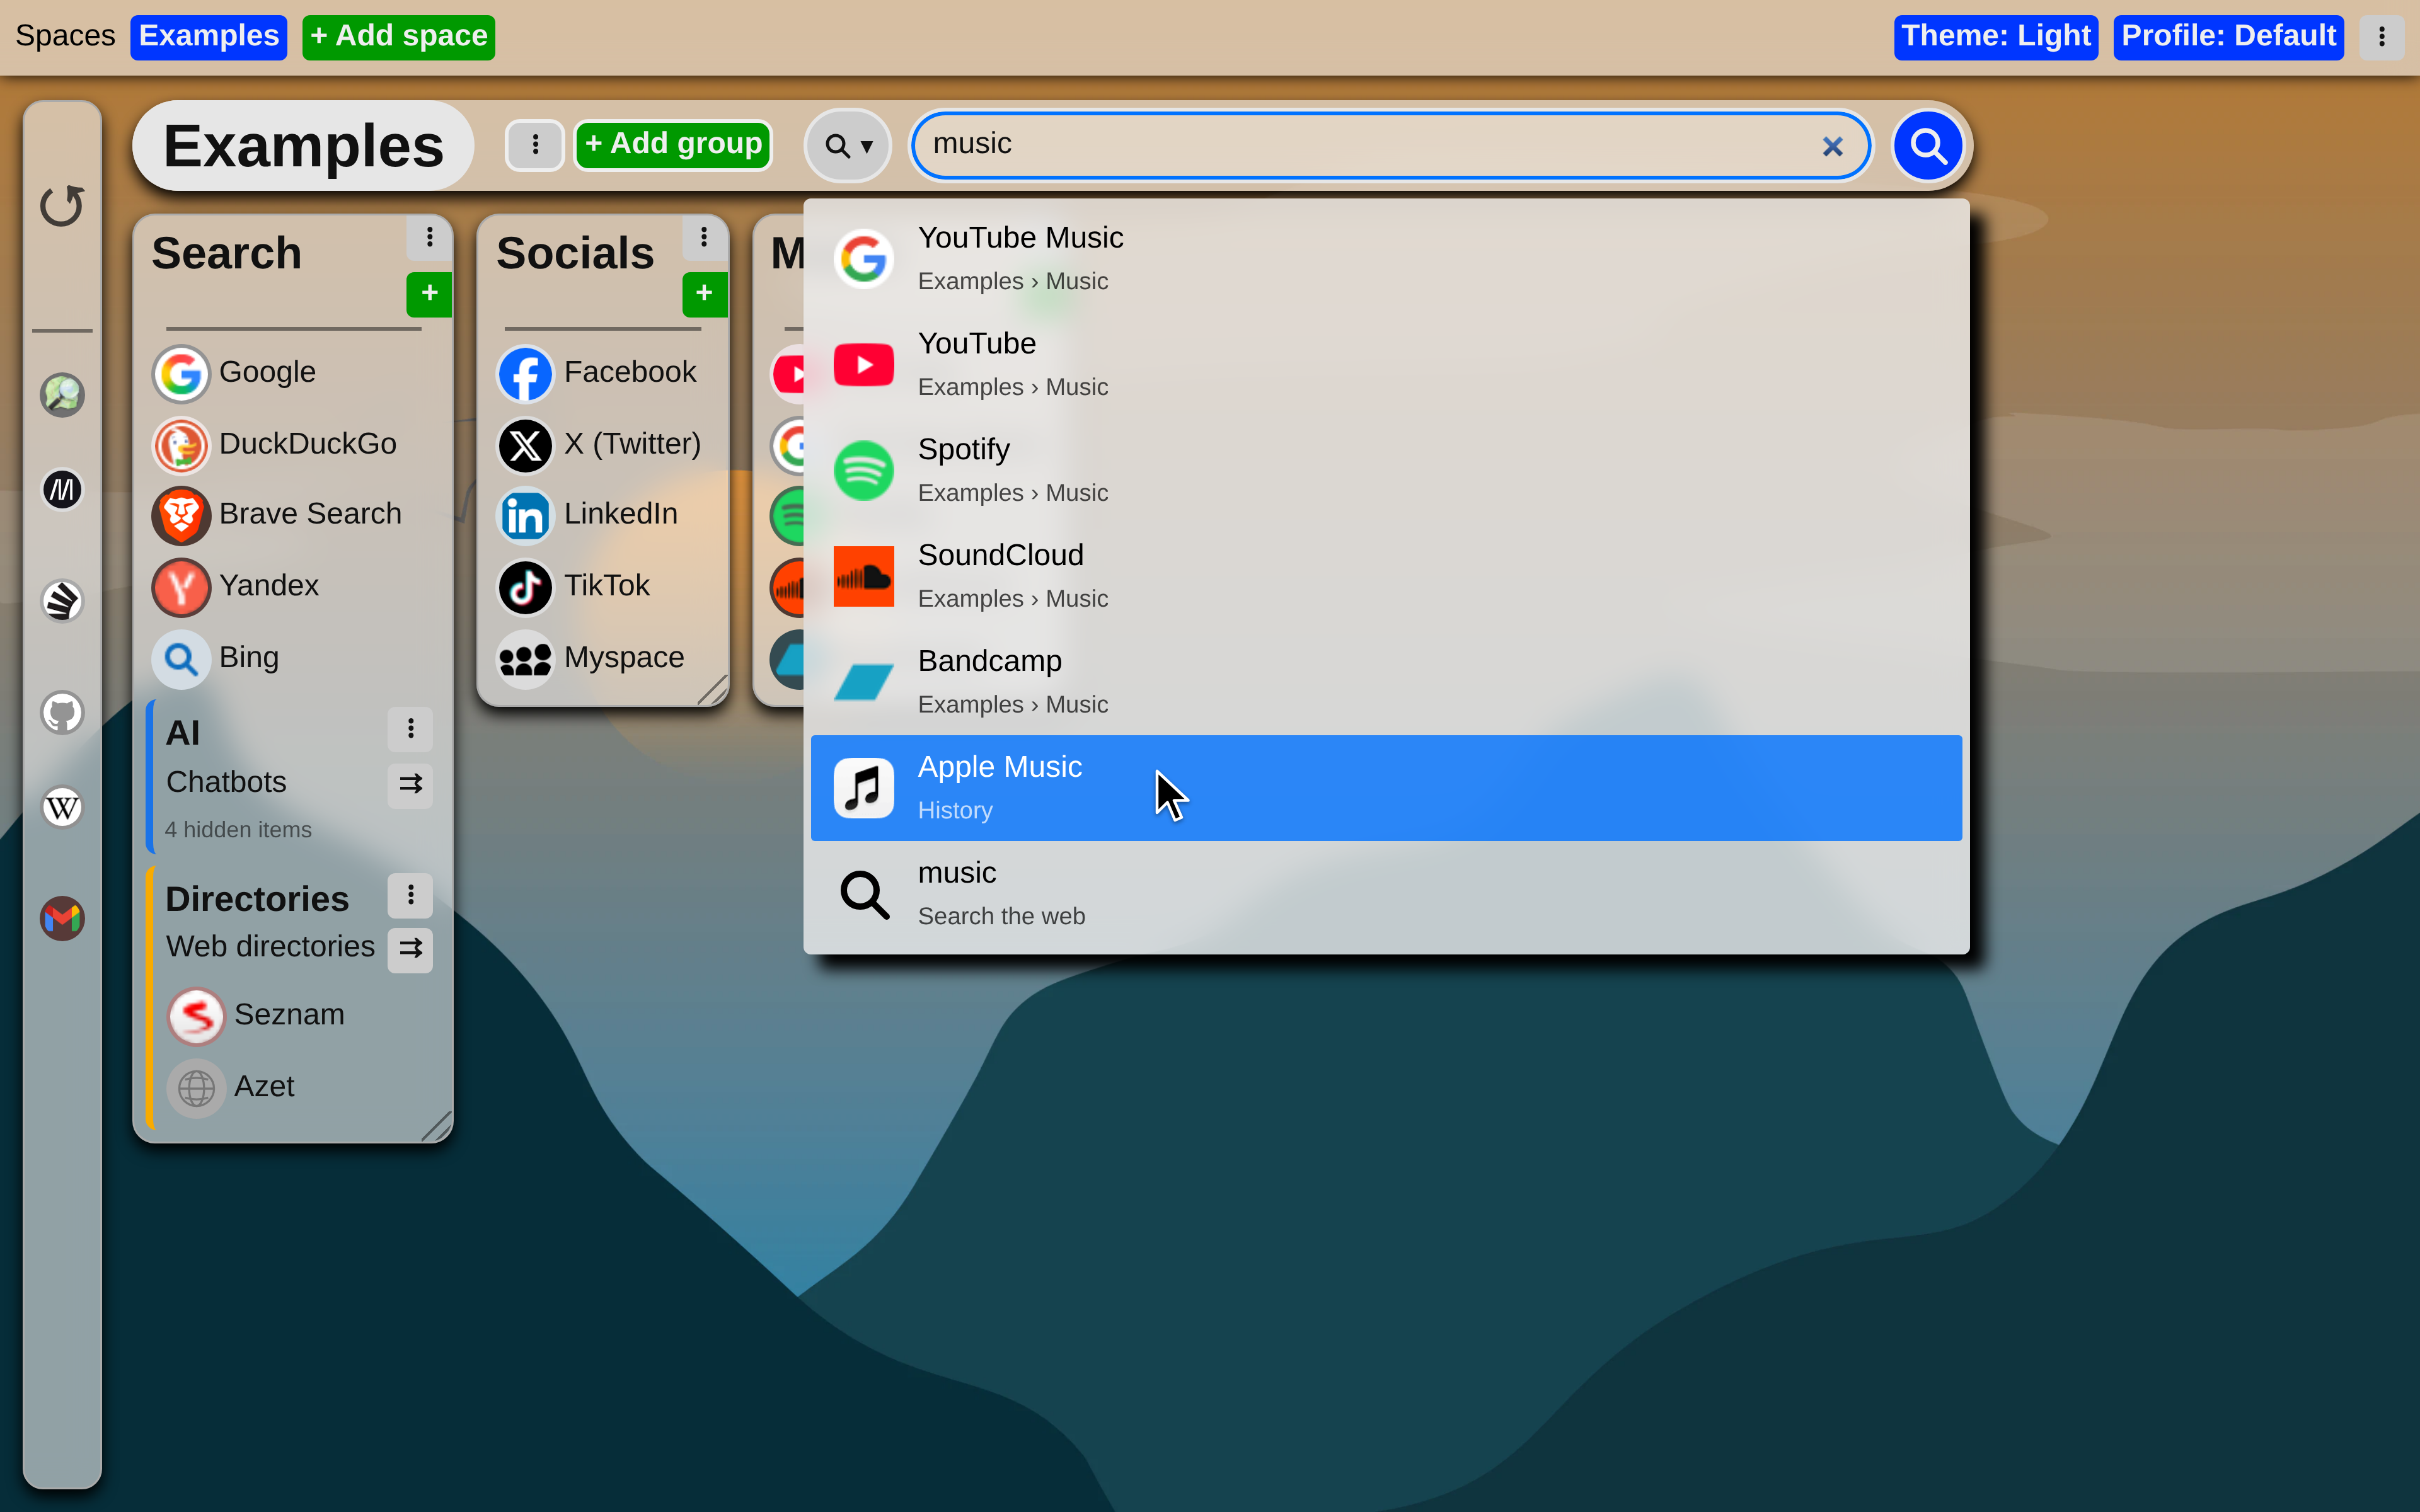 Spaces Examples + Add space Theme: Light Profile: Default
Examples + Add group music
Search
Google
DuckDuckGo
Brave Search
Yandex
Bing
AI
Chatbots
4 hidden items
Directories
Web directories
Seznam
Azet
Socials
Facebook
X (Twitter)
LinkedIn
TikTok
Myspace
YouTube Music
Examples › Music
YouTube
Examples › Music
Spotify
Examples › Music
SoundCloud
Examples › Music
Bandcamp
Examples › Music
Apple Music
History
music
Search the web